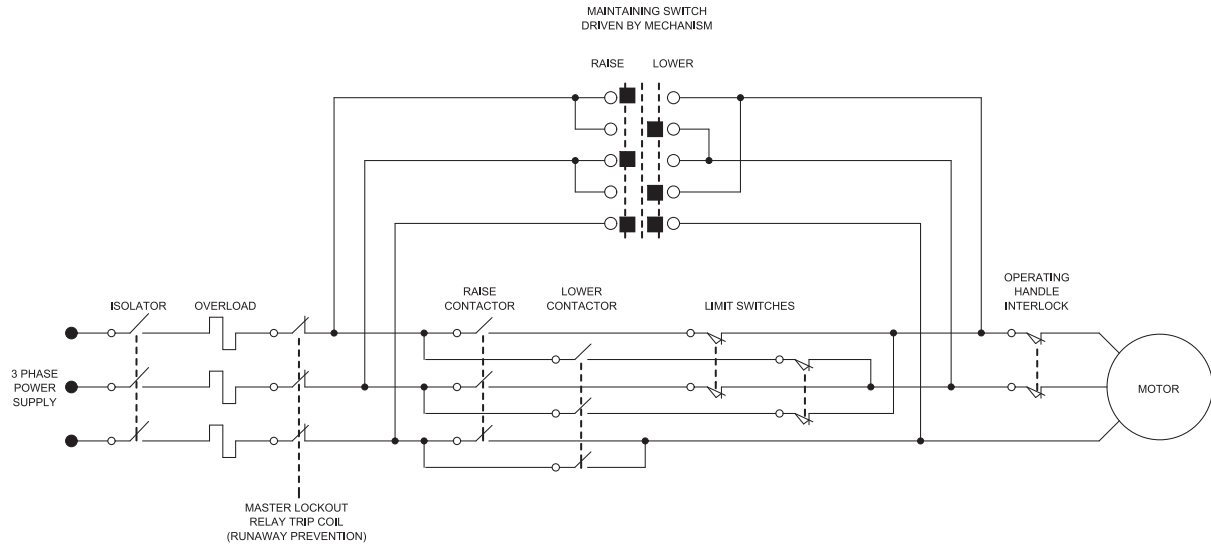 MAINTAINING SWITCH
DRIVEN BY MECHANISM
RAISE
LOWER
ISOLATOR
OVERLOAD
RAISE
CONTACTOR
LOWER
CONTACTOR
LIMIT SWITCHES
OPERATING
HANDLE
INTERLOCK
3 PHASE
POWER
SUPPLY
MOTOR
MASTER LOCKOUT
RELAY TRIP COIL
(RUNAWAY PREVENTION)